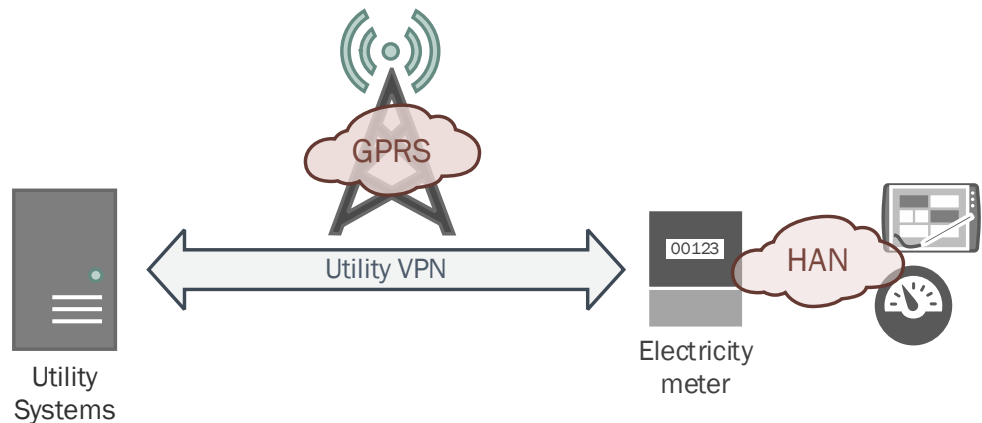 GPRS
Utility VPN
00123
HAN
Utility
Systems
Electricity
meter